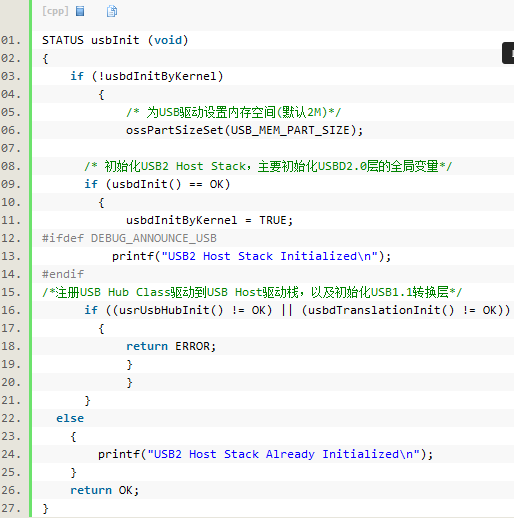 [cpp]
01. STATUS usbInit (void)
02. {
03.     if (!usbdInitByKernel)
04.         {
05.             /* 为USB驱动设置内存空间(默认2M)*/
06.             ossPartSizeSet(USB_MEM_PART_SIZE);
07.
08.       /* 初始化USB2 Host Stack，主要初始化USBD2.0层的全局变量*/
09.       if (usbdInit() == OK)
10.         {
11.             usbdInitByKernel = TRUE;
12. #ifdef DEBUG_ANNOUNCE_USB
13.           printf("USB2 Host Stack Initialized\n");
14. #endif
15. /*注册USB Hub Class驱动到USB Host驱动栈，以及初始化USB1.1转换层*/
16.       if ((usrUsbHubInit() != OK) || (usbdTranslationInit() != OK))
17.         {
18.             return ERROR;
19.             }
20.             }
21.       }
22.   else
23.     {
24.         printf("USB2 Host Stack Already Initialized\n");
25.     }
26.     return OK;
27. }